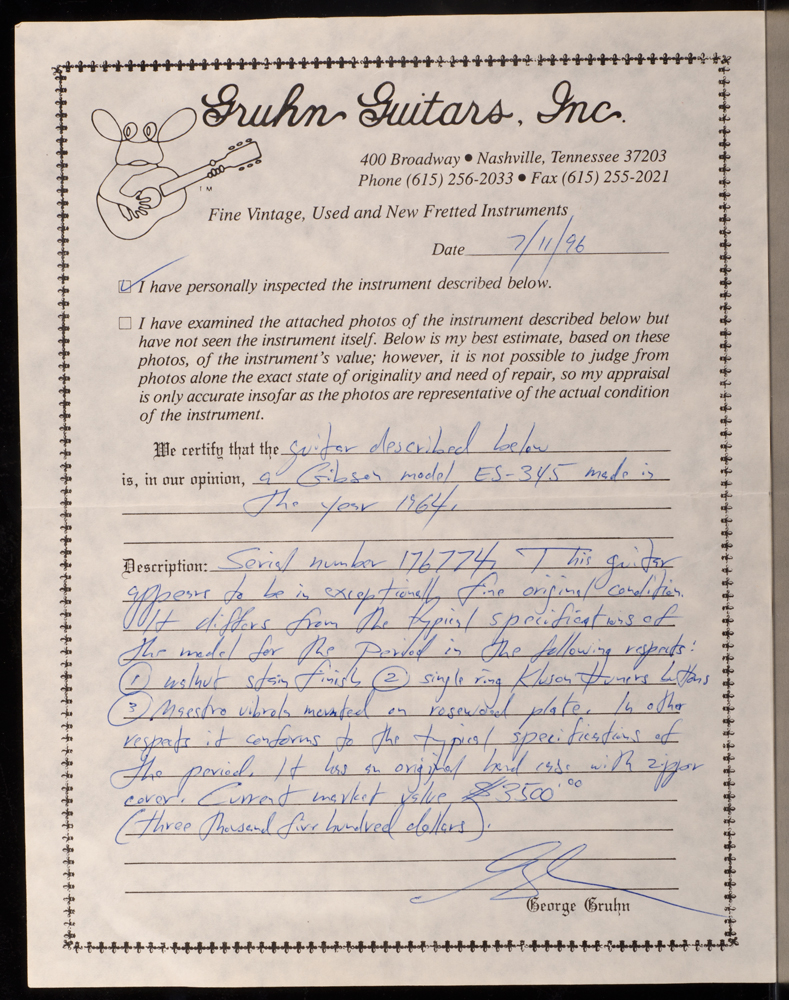 Gruhn Guitars, Inc.
400 Broadway ● Nashville, Tennessee 37203
Phone (615) 256-2033 ● Fax (615) 255-2021
TM
Fine Vintage, Used and New Fretted Instruments
Date 7/11/96
☑ I have personally inspected the instrument described below.
☐ I have examined the attached photos of the instrument described below but
have not seen the instrument itself. Below is my best estimate, based on these
photos, of the instrument's value; however, it is not possible to judge from
photos alone the exact state of originality and need of repair, so my appraisal
is only accurate insofar as the photos are representative of the actual condition
of the instrument.
We certify that the guitar described below
is, in our opinion, a Gibson model ES-345 made in
the year 1964.
Description: Serial number 176774, This guitar
appears to be in exceptionally fine original condition.
It differs from the typical specifications of
the model for the period in the following respects:
① walnut stain finish ② single ring Kluson tuners buttons
③ Maestro vibrola mounted on rosewood plate. In other
respects it conforms to the typical specifications of
the period. It has an original hard case with zipper
cover. Current market value $3500.00
(three thousand five hundred dollars).
George Gruhn